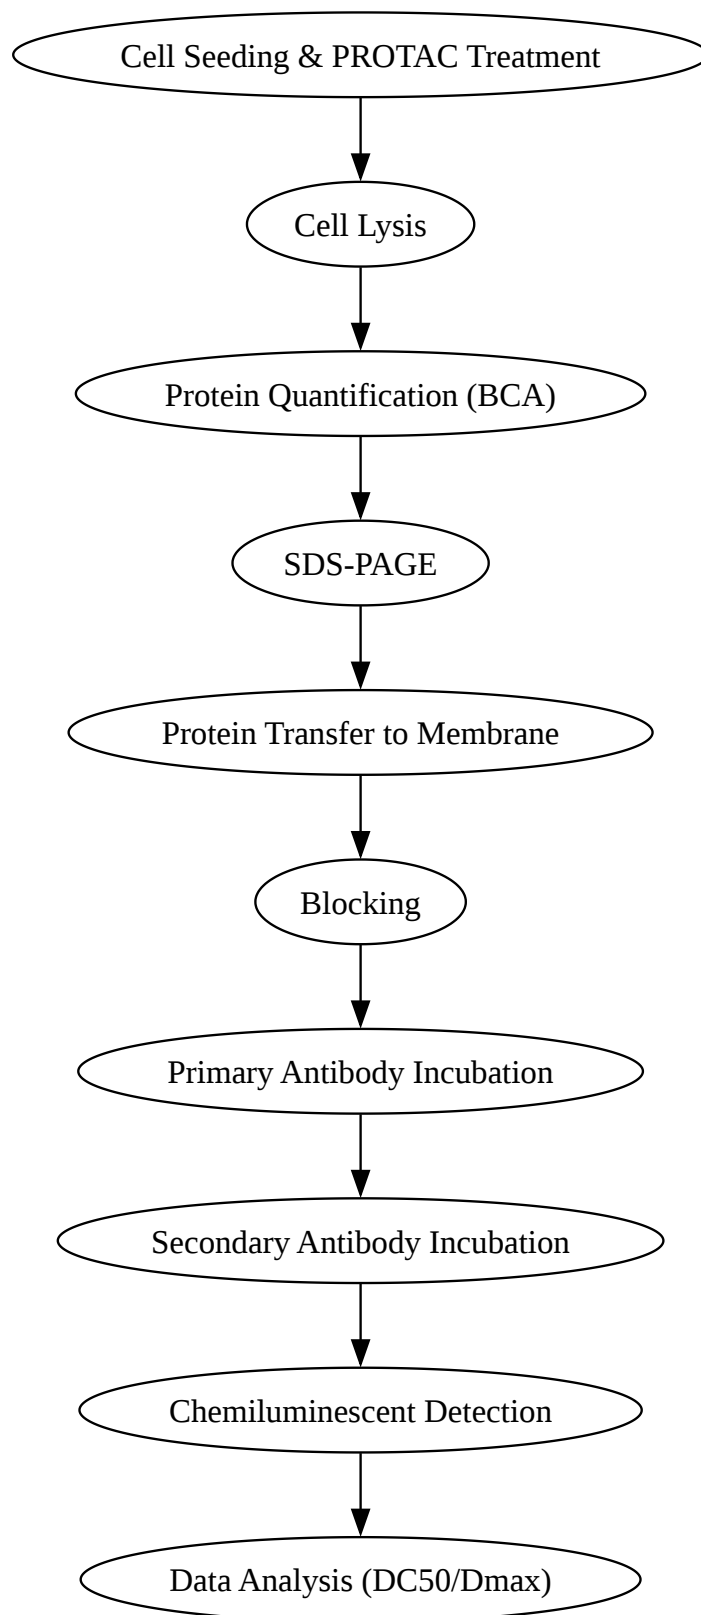 Cell Seeding & PROTAC Treatment
Cell Lysis
Protein Quantification (BCA)
SDS-PAGE
Protein Transfer to Membrane
Blocking
Primary Antibody Incubation
Secondary Antibody Incubation
Chemiluminescent Detection
Data Analysis (DC50/Dmax)